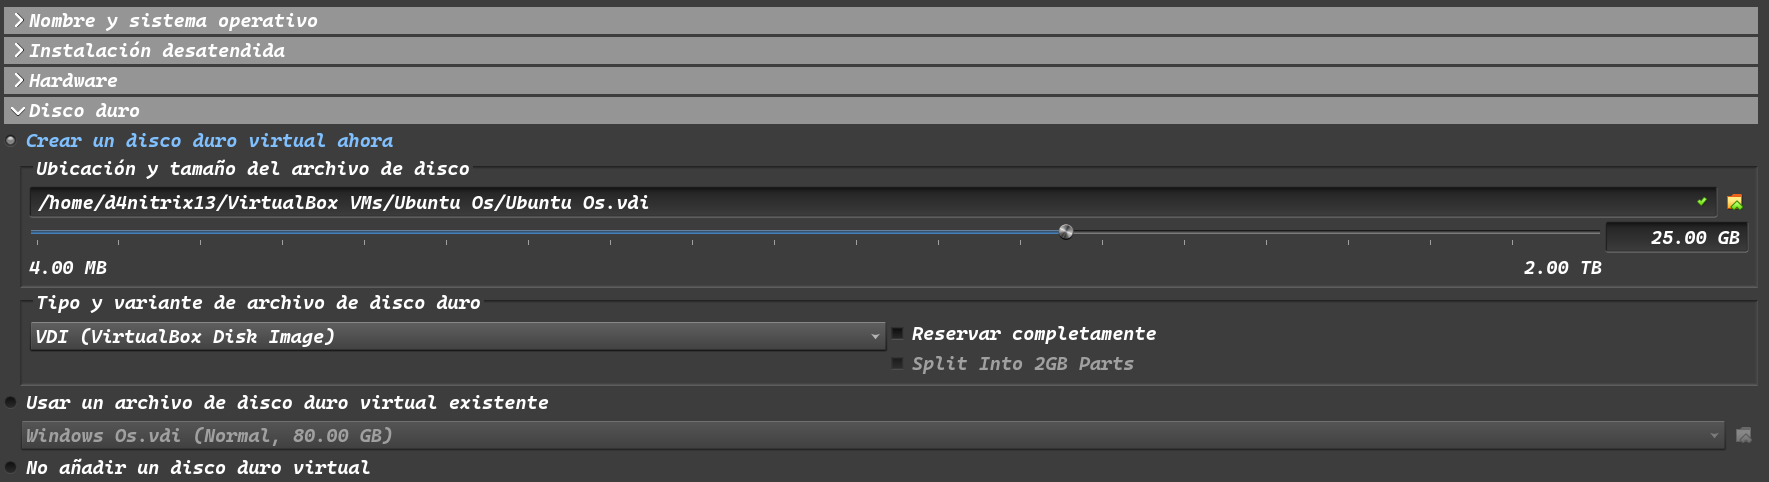 Nombre y sistema operativo
Instalación desatendida
Hardware
Disco duro
Crear un disco duro virtual ahora
Ubicación y tamaño del archivo de disco
/home/d4nitrix13/VirtualBox VMs/Ubuntu Os/Ubuntu Os.vdi
25.00 GB
4.00 MB 2.00 TB
Tipo y variante de archivo de disco duro
VDI (VirtualBox Disk Image) Reservar completamente
Split Into 2GB Parts
Usar un archivo de disco duro virtual existente
Windows Os.vdi (Normal, 80.00 GB)
No añadir un disco duro virtual